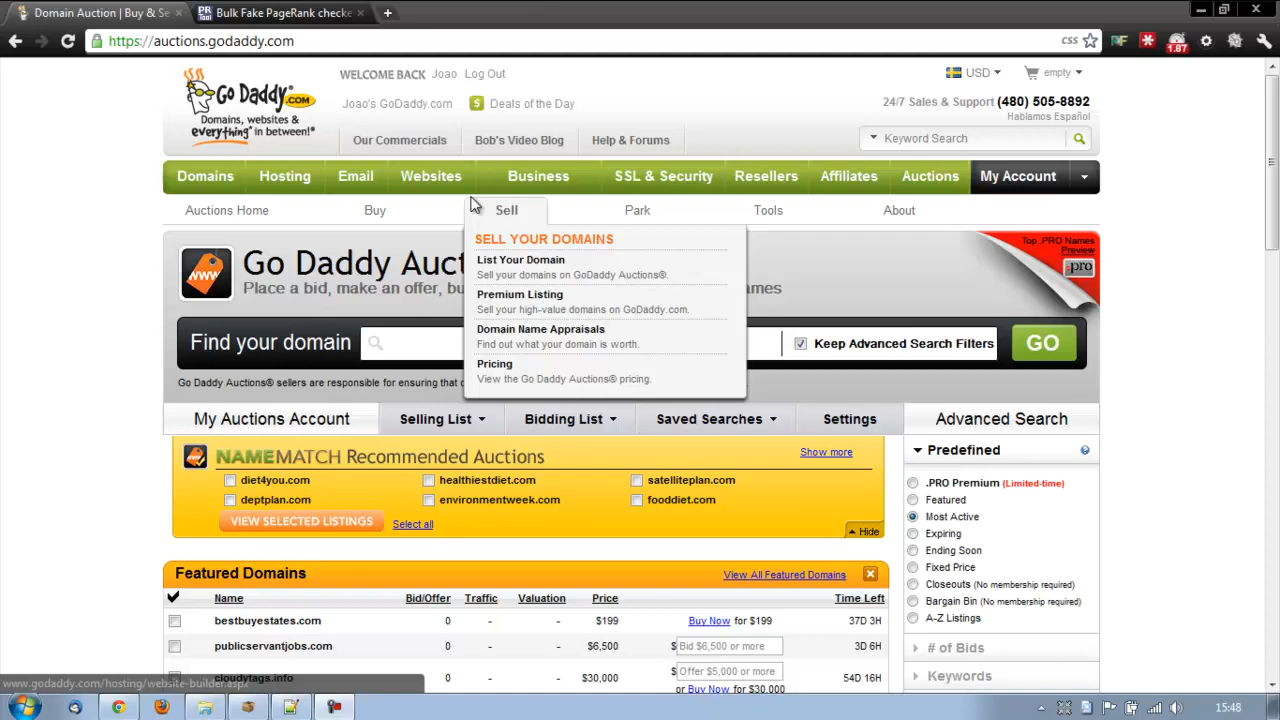 Domain Auction | Buy & Se
Bulk Fake PageRank checke
https://auctions.godaddy.com
css
1.87
WELCOME BACK Joao Log Out
USD
empty
Go Daddy.COM
Domains, websites &
everything* in between!*
Joao's GoDaddy.com
$ Deals of the Day
24/7 Sales & Support (480) 505-8892
Hablamos Español
Our Commercials
Bob's Video Blog
Help & Forums
Keyword Search
Domains
Hosting
Email
Websites
Business
SSL & Security
Resellers
Affiliates
Auctions
My Account
Auctions Home
Buy
Sell
Park
Tools
About
SELL YOUR DOMAINS
List Your Domain
Sell your domains on GoDaddy Auctions®.
Premium Listing
Sell your high-value domains on GoDaddy.com.
Domain Name Appraisals
Find out what your domain is worth.
Pricing
View the Go Daddy Auctions® pricing.
WWW
Go Daddy Auc
Place a bid, make an offer, bu
mes
Top .PRO Names
Preview
.pro
Find your domain
Keep Advanced Search Filters
GO
Go Daddy Auctions® sellers are responsible for ensuring that
My Auctions Account
Selling List
Bidding List
Saved Searches
Settings
Advanced Search
NAMEMATCH Recommended Auctions
Show more
diet4you.com
healthiestdiet.com
satelliteplan.com
deptplan.com
environmentweek.com
fooddiet.com
VIEW SELECTED LISTINGS
Select all
Hide
Predefined
.PRO Premium (Limited-time)
Featured
Most Active
Expiring
Ending Soon
Fixed Price
Closeouts (No membership required)
Bargain Bin (No membership required)
A-Z Listings
# of Bids
Keywords
Featured Domains
View All Featured Domains
Name Bid/Offer Traffic Valuation Price Time Left
bestbuyestates.com 0 - - $199 Buy Now for $199 37D 3H
publicservantjobs.com 0 - - $6,500 $ Bid $6,500 or more 3D 6H
cloudytags.info 0 - - $30,000 $ Offer $5,000 or more 54D 16H
or Buy Now for $30,000
www.godaddy.com/hosting/website-builder.aspx
15:48